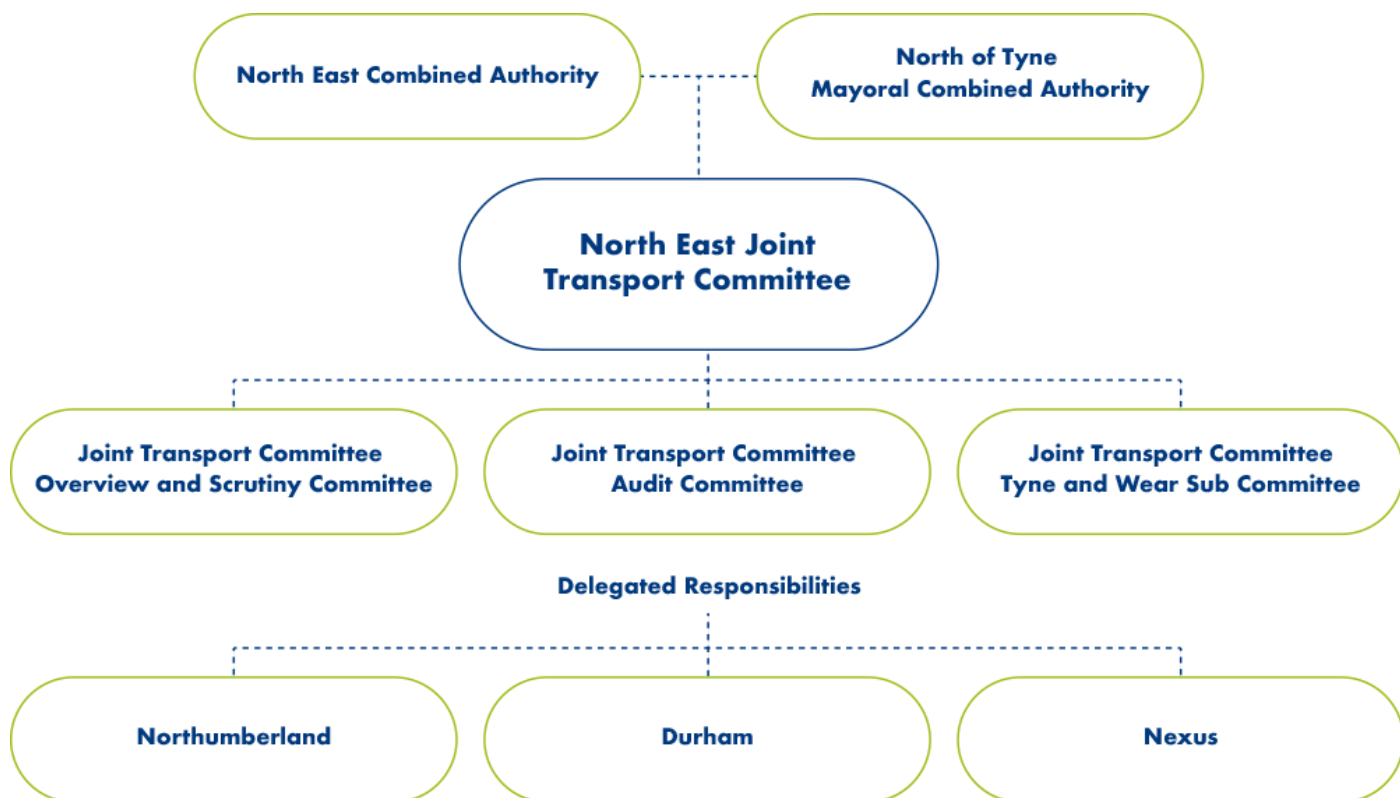 North East Combined Authority
North of Tyne
Mayoral Combined Authority
North East Joint
Transport Committee
Joint Transport Committee
Overview and Scrutiny Committee
Joint Transport Committee
Audit Committee
Joint Transport Committee
Tyne and Wear Sub Committee
Delegated Responsibilities
Northumberland
Durham
Nexus